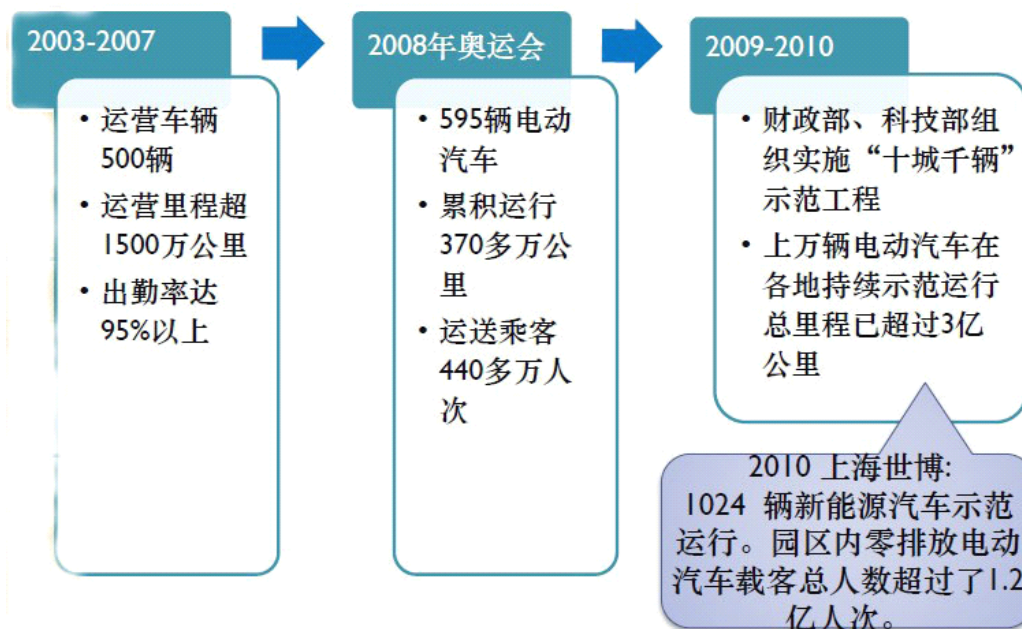 2003-2007
• 运营车辆
500辆
• 运营里程超
1500万公里
• 出勤率达
95%以上
2008年奥运会
• 595辆电动
汽车
• 累积运行
370多万公
里
• 运送乘客
440多万人
次
2009-2010
• 财政部、科技部组
织实施“十城千辆”
示范工程
• 上万辆电动汽车在
各地持续示范运行
总里程已超过3亿
公里
2010 上海世博:
1024 辆新能源汽车示范
运行。园区内零排放电动
汽车载客总人数超过了1.2
亿人次。